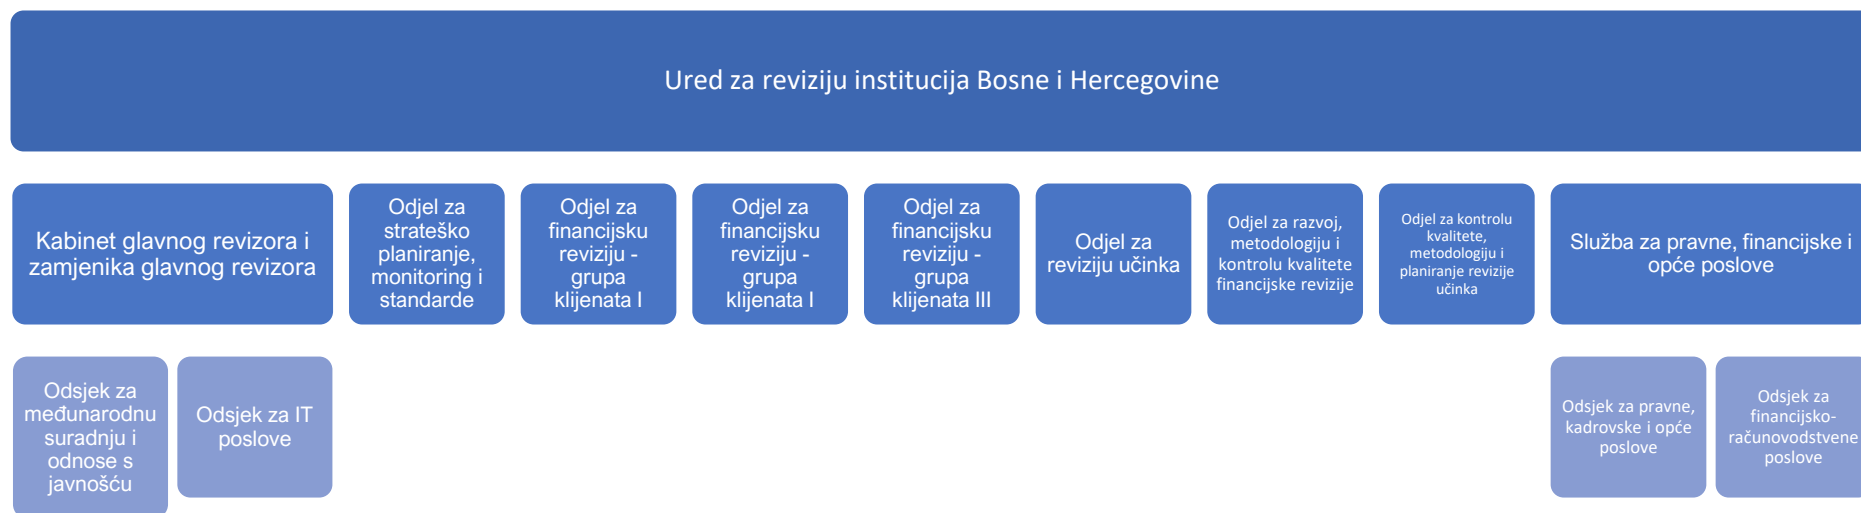 Ured za reviziju institucija Bosne i Hercegovine
Kabinet glavnog revizora i
zamjenika glavnog revizora
Odjel za
strateško
planiranje,
monitoring i
standarde
Odjel za
financijsku
reviziju -
grupa
klijenata I
Odjel za
financijsku
reviziju -
grupa
klijenata I
Odjel za
financijsku
reviziju -
grupa
klijenata III
Odjel za
reviziju učinka
Odjel za razvoj,
metodologiju i
kontrolu kvalitete
financijske revizije
Odjel za kontrolu
kvalitete,
metodologiju i
planiranje revizije
učinka
Služba za pravne, financijske i
opće poslove
Odsjek za
međunarodnu
suradnju i
odnose s
javnošću
Odsjek za IT
poslove
Odsjek za pravne,
kadrovske i opće
poslove
Odsjek za
financijsko-
računovodstvene
poslove